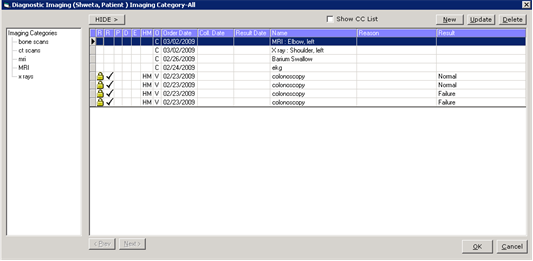 Diagnostic Imaging (Shweta, Patient ) Imaging Category-All
HIDE > Show CC List New Update Delete
Imaging Categories
bone scans
ct scans
mri
MRI
x rays
R R P D E HM O Order Date Coll. Date Result Date Name Reason Result
C 03/02/2009 MRI : Elbow, left
C 03/02/2009 X ray : Shoulder, left
C 02/26/2009 Barium Swallow
C 02/24/2009 ekg
HM V 02/23/2009 colonoscopy Normal
HM V 02/23/2009 colonoscopy Normal
HM V 02/23/2009 colonoscopy Failure
HM V 02/23/2009 colonoscopy Failure
< Prev Next >
OK Cancel